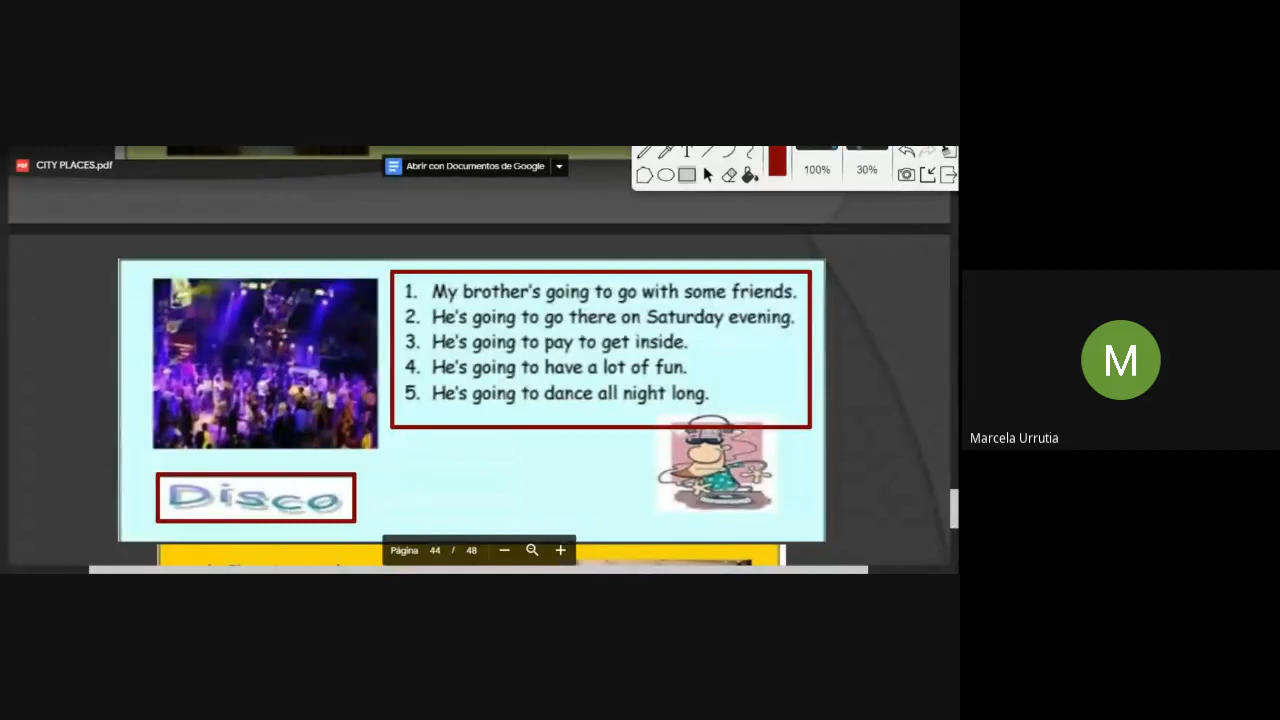 CITY PLACES.pdf
Abrir con Documentos de Google
100%
30%
1. My brother's going to go with some friends.
2. He's going to go there on Saturday evening.
3. He's going to pay to get inside.
4. He's going to have a lot of fun.
5. He's going to dance all night long.
Disco
Página 44 / 48
M
Marcela Urrutia